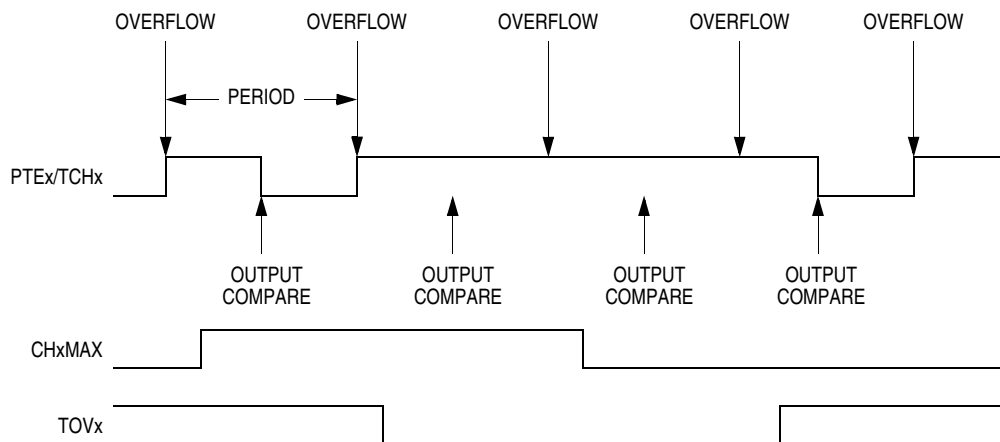 OVERFLOW OVERFLOW OVERFLOW OVERFLOW OVERFLOW
PERIOD
PTEx/TCHx
OUTPUT OUTPUT OUTPUT OUTPUT
COMPARE COMPARE COMPARE COMPARE
CHxMAX
TOVx